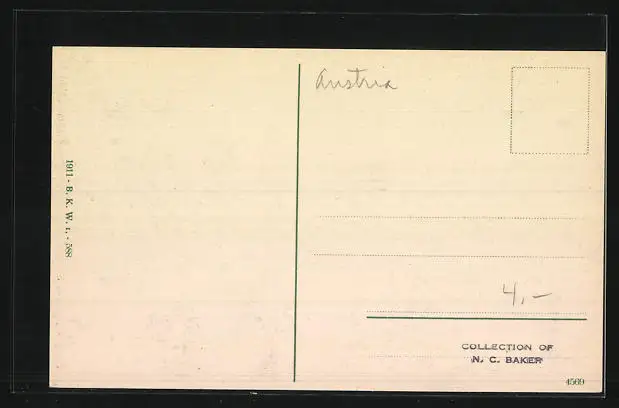 Austria
1911 - B. K. W. I. - 588
4,-
COLLECTION OF
N. C. BAKER
4569